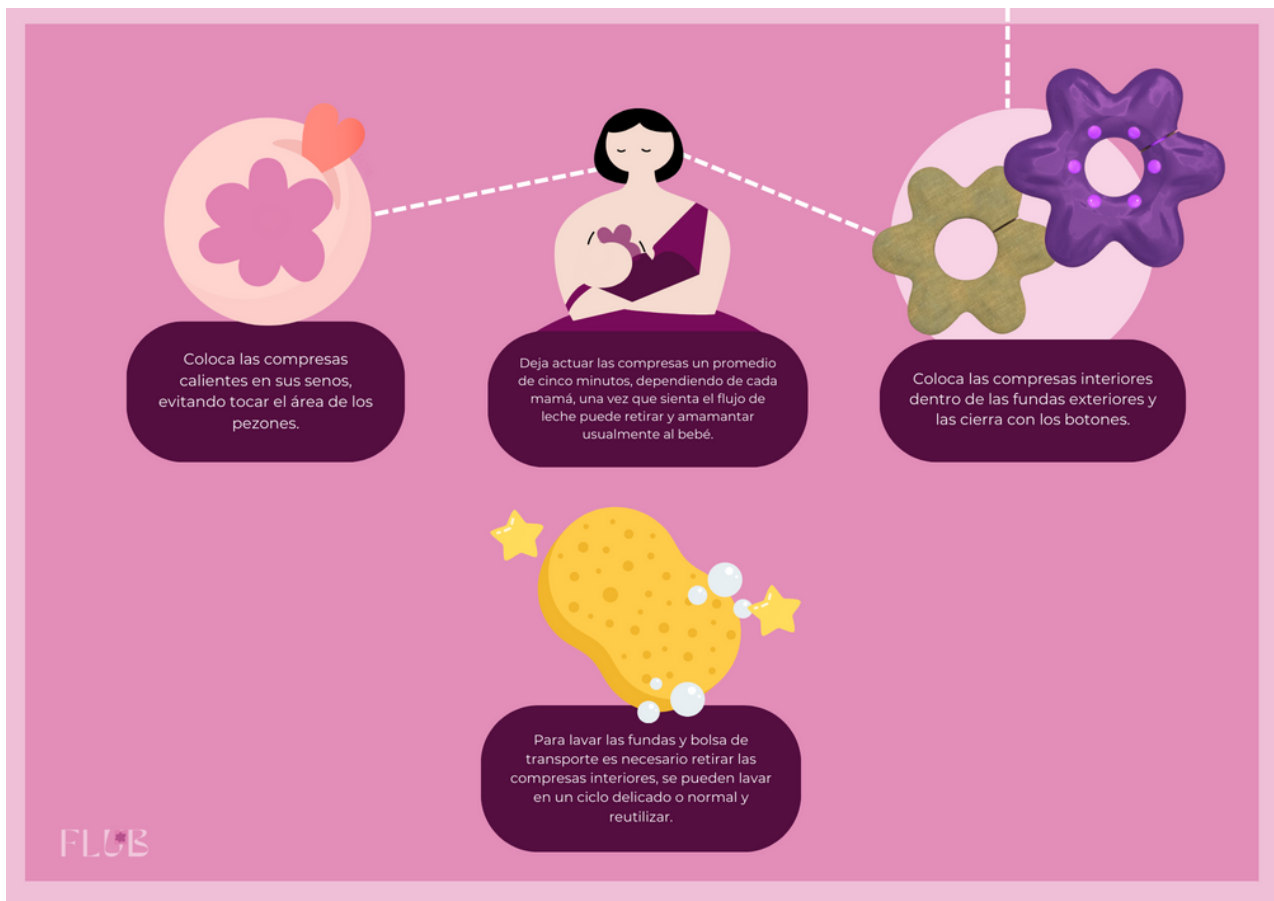 Coloca las compresas
calientes en sus senos,
evitando tocar el área de los
pezones.
Deja actuar las compresas un promedio
de cinco minutos, dependiendo de cada
mamá, una vez que sienta el flujo de
leche puede retirar y amamantar
usualmente al bebé.
Coloca las compresas interiores
dentro de las fundas exteriores y
las cierra con los botones.
Para lavar las fundas y bolsa de
transporte es necesario retirar las
compresas interiores, se pueden lavar
en un ciclo delicado o normal y
reutilizar.
FLUB